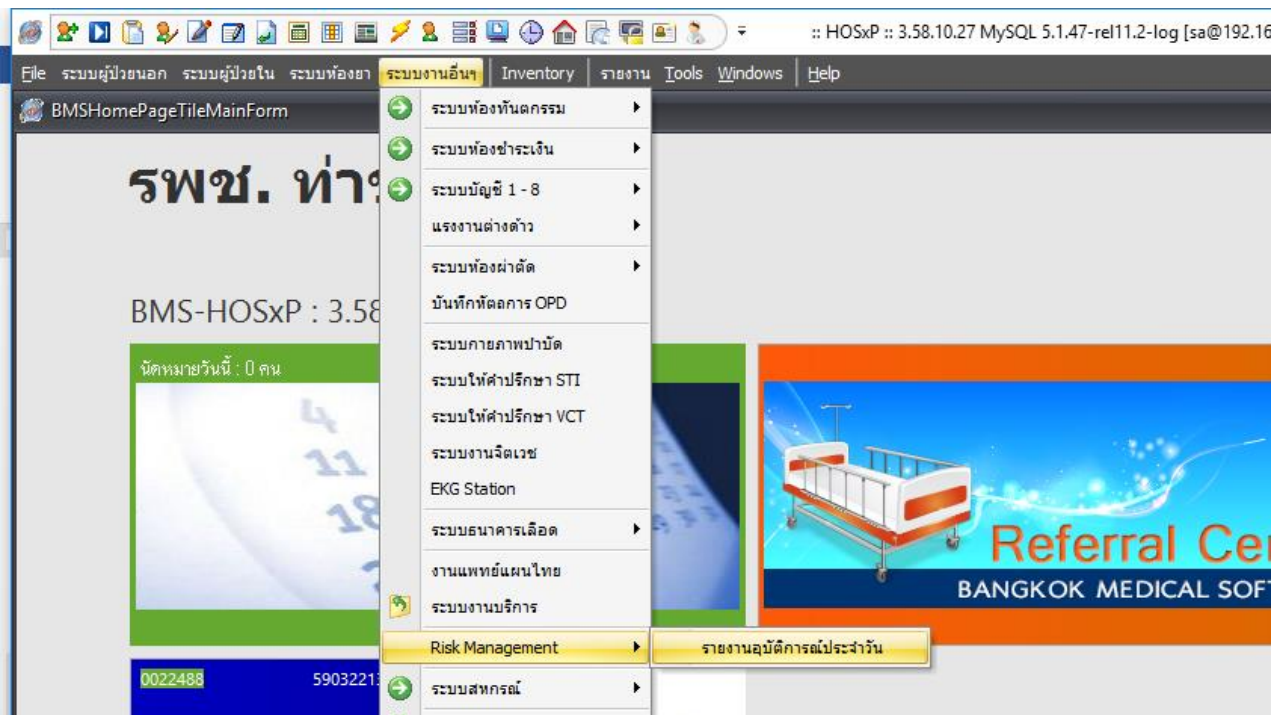 :: HOSxP :: 3.58.10.27 MySQL 5.1.47-rel11.2-log [sa@192.16
File ระบบผู้ป่วยนอก ระบบผู้ป่วยใน ระบบห้องยา ระบบงานอื่นๆ Inventory รายงาน Tools Windows Help
BMSHomePageTileMainForm
รพช.
BMS-HOSxP : 3.58
นัดหมายวันนี้ : 0 คน
4
11
18
ระบบห้องทันตกรรม
ระบบห้องชำระเงิน
ระบบบัญชี 1 - 8
แรงงานต่างด้าว
ระบบห้องผ่าตัด
บันทึกหัตถการ OPD
ระบบกายภาพบำบัด
ระบบให้คำปรึกษา STI
ระบบให้คำปรึกษา VCT
ระบบงานจิตเวช
EKG Station
ระบบธนาคารเลือด
งานแพทย์แผนไทย
ระบบงานบริการ
Risk Management
รายงานอุบัติการณ์ประจำวัน
ระบบสหกรณ์
Referral Ce
BANGKOK MEDICAL SOF
0022488 5903221